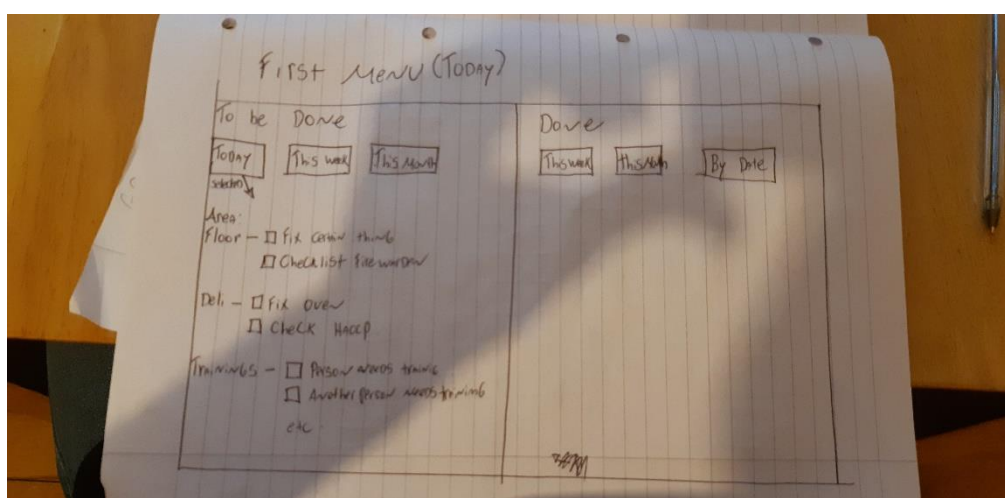 First Menu (Today)
To be Done
Today This week This Month
selected
Area:
Floor - Fix certain thing
Checklist fire warden
Deli - Fix oven
Check HACCP
Trainings - Person needs training
Another person needs training
etc
Done
This week This Month By Date